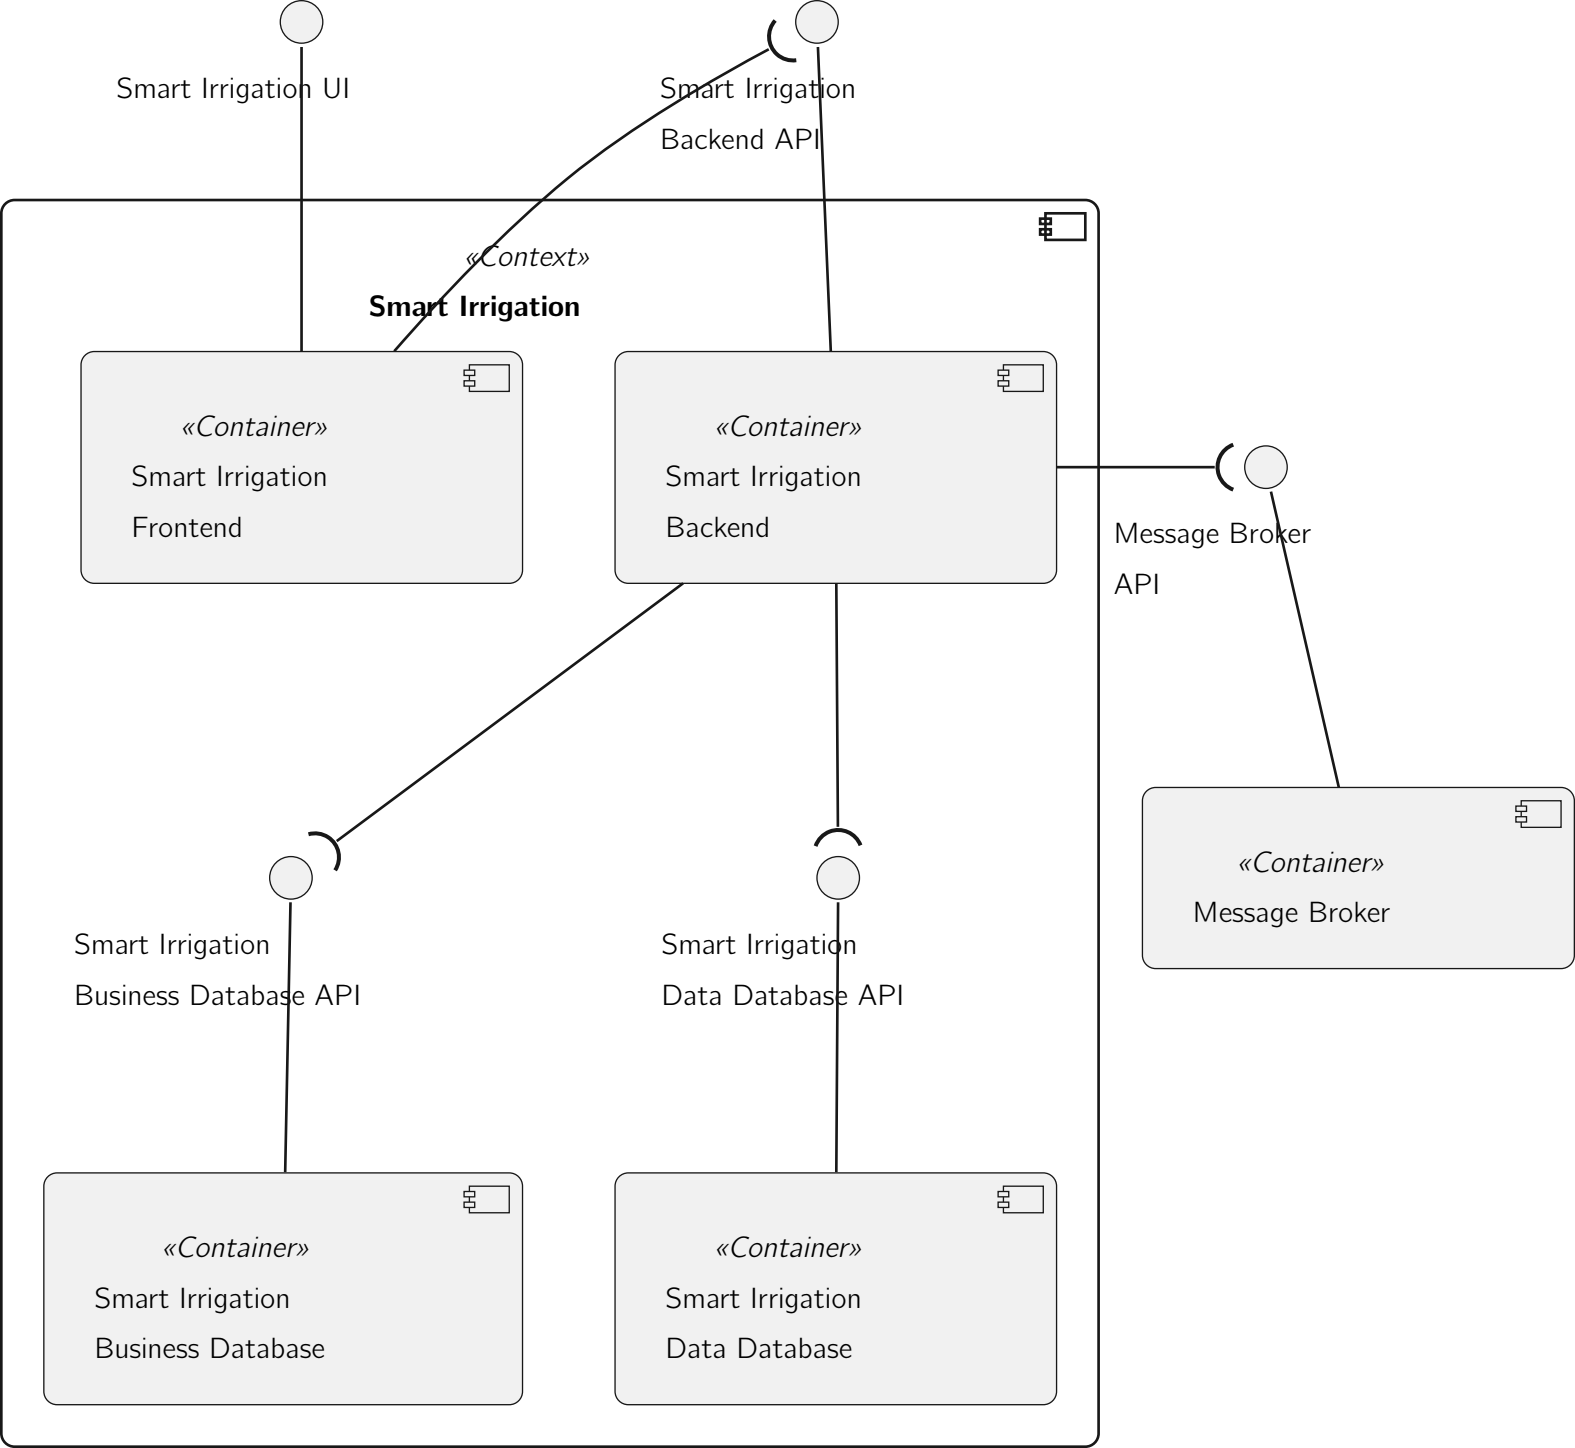 Smart Irrigation UI
Smart Irrigation
Backend API
«Context»
Smart Irrigation
«Container»
Smart Irrigation
Frontend
«Container»
Smart Irrigation
Backend
Message Broker
API
«Container»
Message Broker
Smart Irrigation
Business Database API
Smart Irrigation
Data Database API
«Container»
Smart Irrigation
Business Database
«Container»
Smart Irrigation
Data Database